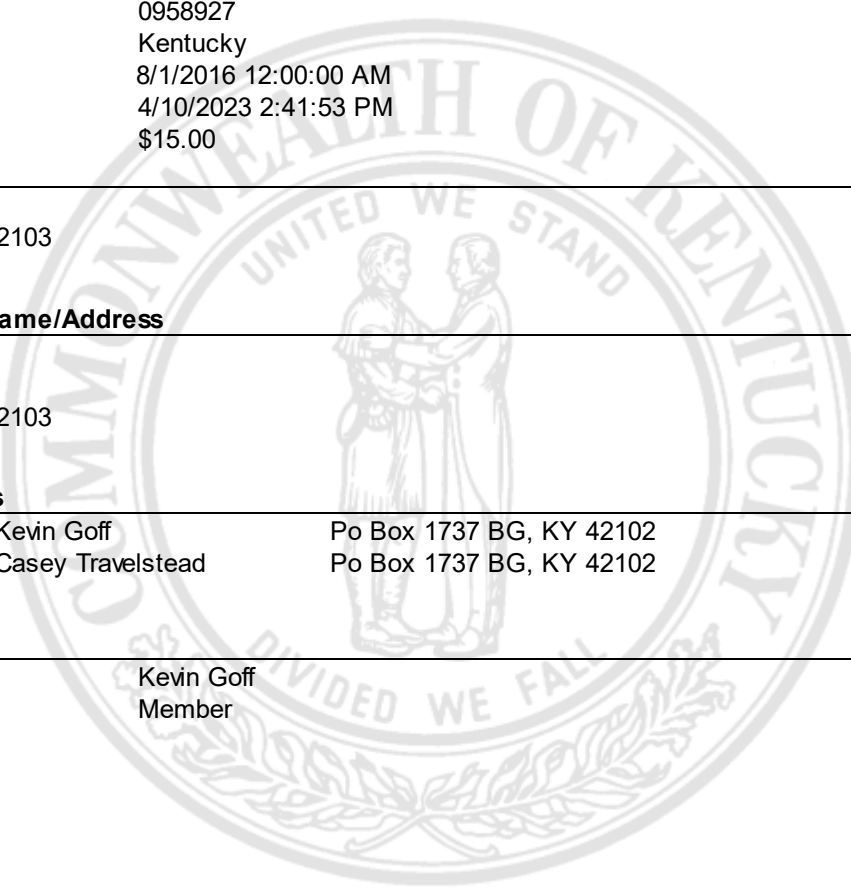 0958927
Kentucky
8/1/2016 12:00:00 AM
4/10/2023 2:41:53 PM
$15.00
2103
ame/Address
2103
s
Kevin Goff Po Box 1737 BG, KY 42102
Casey Travelstead Po Box 1737 BG, KY 42102
Kevin Goff
Member
COMMONWEALTH OF KENTUCKY
UNITED WE STAND
DIVIDED WE FALL